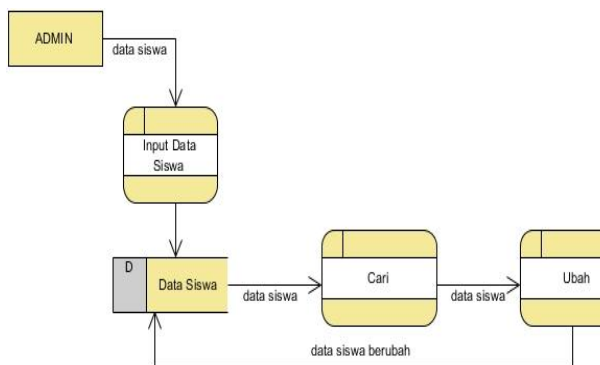 ADMIN
data siswa
Input Data
Siswa
D
Data Siswa
data siswa
Cari
data siswa
Ubah
data siswa berubah